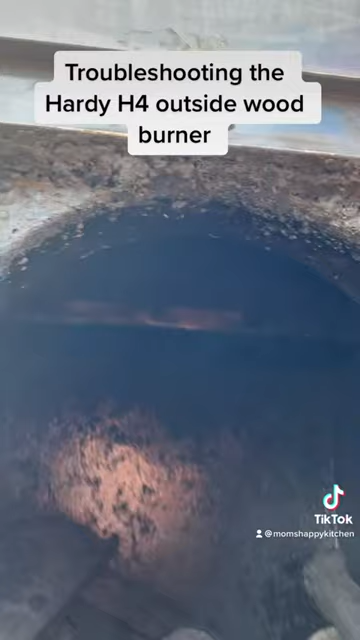 Troubleshooting the
Hardy H4 outside wood
burner
TikTok
@momshappykitchen